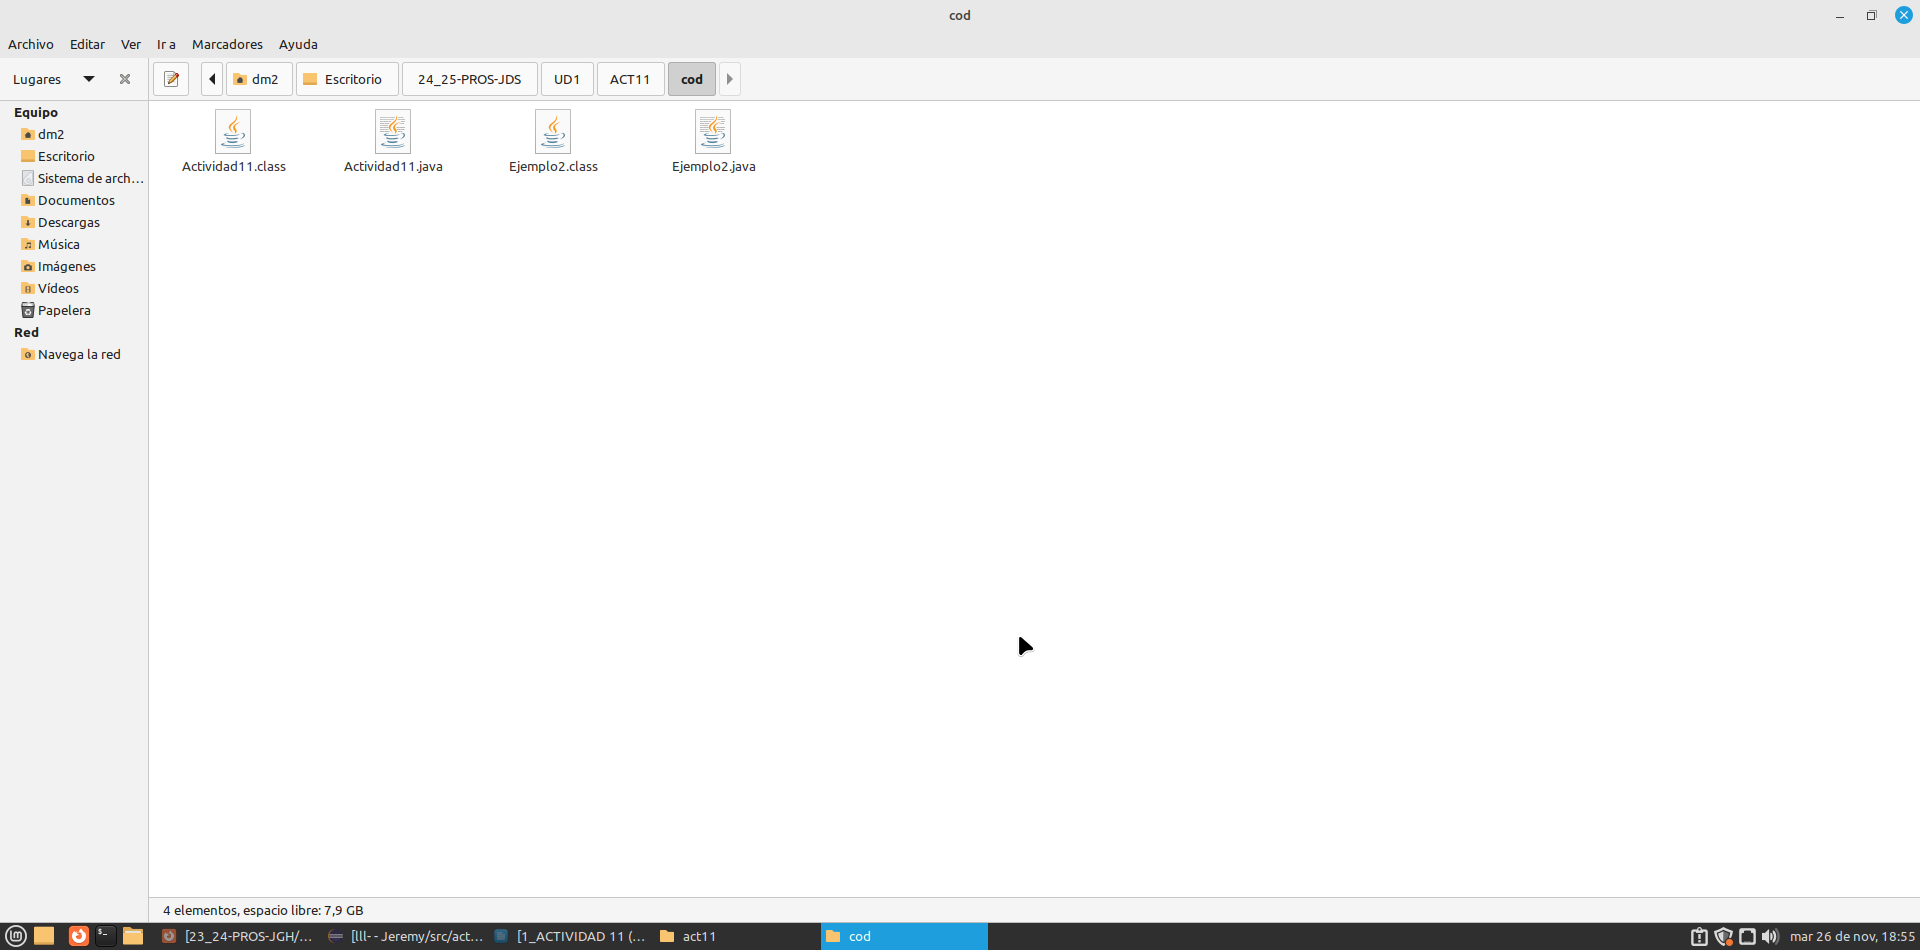 cod
Archivo Editar Ver Ir a Marcadores Ayuda
Lugares dm2 Escritorio 24_25-PROS-JDS UD1 ACT11 cod
Equipo
dm2
Escritorio
Sistema de arch...
Documentos
Descargas
Música
Imágenes
Vídeos
Papelera
Red
Navega la red
Actividad11.class Actividad11.java Ejemplo2.class Ejemplo2.java
4 elementos, espacio libre: 7,9 GB
[23_24-PROS-JGH/... [lll-- Jeremy/src/act... [1_ACTIVIDAD 11 (... act11 cod mar 26 de nov, 18:55